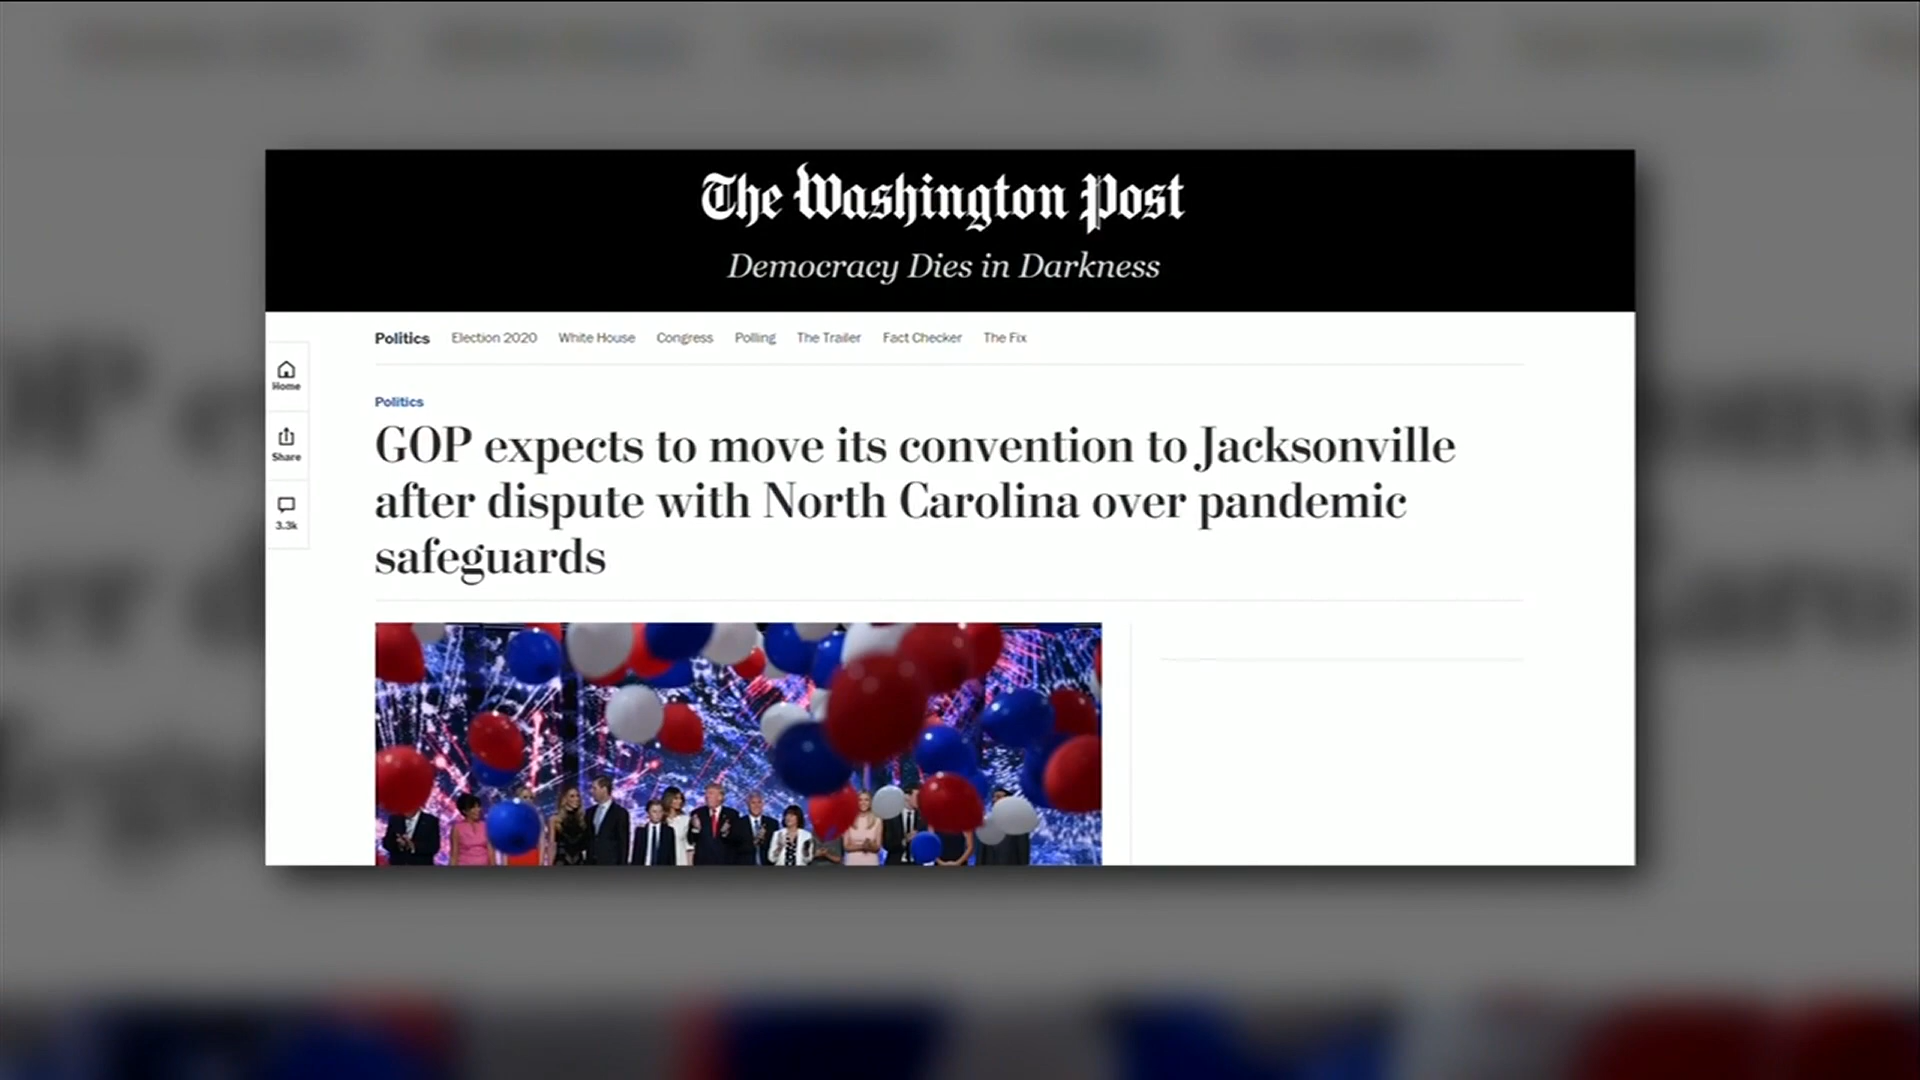 The Washington Post
Democracy Dies in Darkness
Politics Election 2020 White House Congress Polling The Trailer Fact Checker The Fix
Home
Share
3.3k
Politics
GOP expects to move its convention to Jacksonville
after dispute with North Carolina over pandemic
safeguards